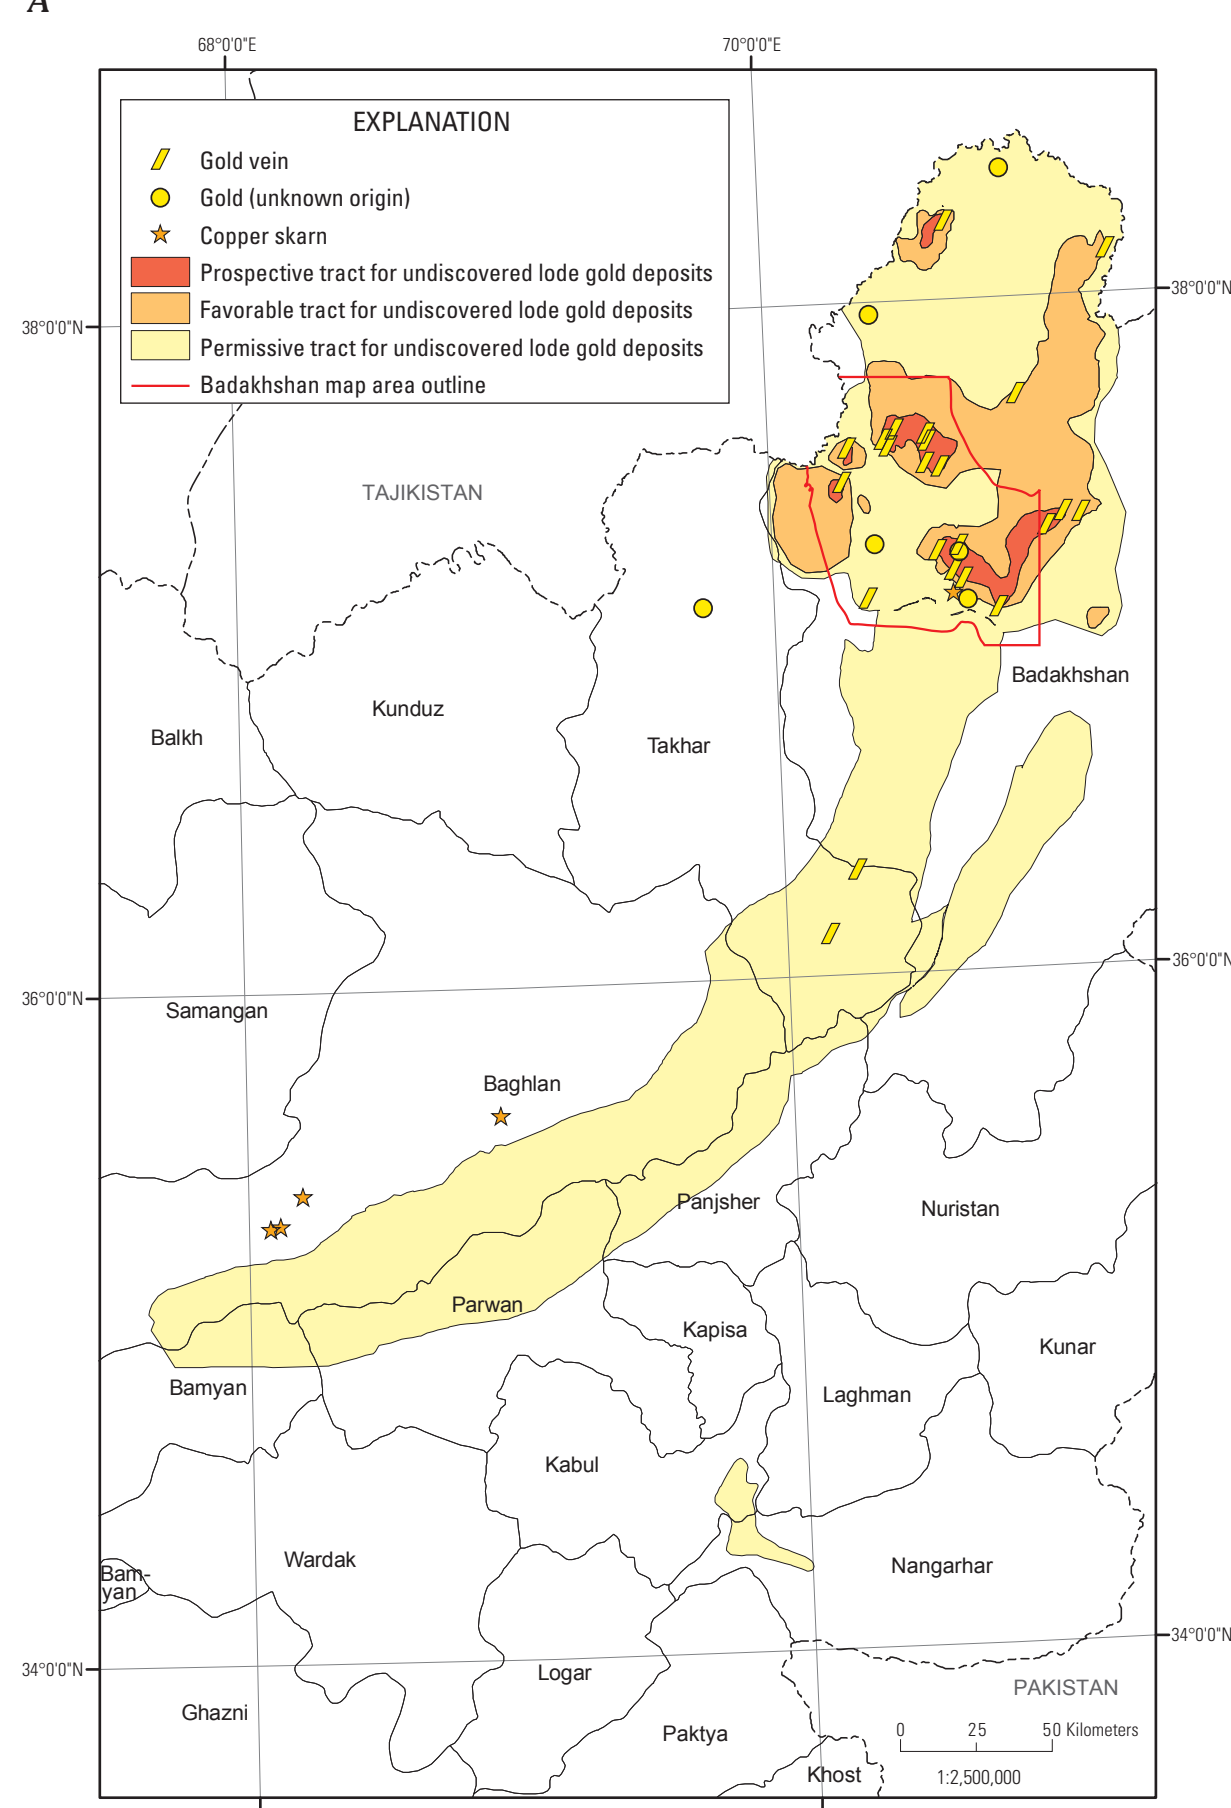 A
68°0'0"E
70°0'0"E
EXPLANATION
Gold vein
Gold (unknown origin)
Copper skarn
Prospective tract for undiscovered lode gold deposits
Favorable tract for undiscovered lode gold deposits
Permissive tract for undiscovered lode gold deposits
Badakhshan map area outline
38°0'0"N
38°0'0"N
TAJIKISTAN
Badakhshan
Kunduz
Balkh
Takhar
36°0'0"N
36°0'0"N
Samangan
Baghlan
Panjsher
Nuristan
Parwan
Kapisa
Kunar
Bamyan
Laghman
Kabul
Wardak
Nangarhar
Bam-
yan
34°0'0"N
34°0'0"N
Logar
PAKISTAN
Ghazni
Paktya
0 25 50 Kilometers
Khost
1:2,500,000